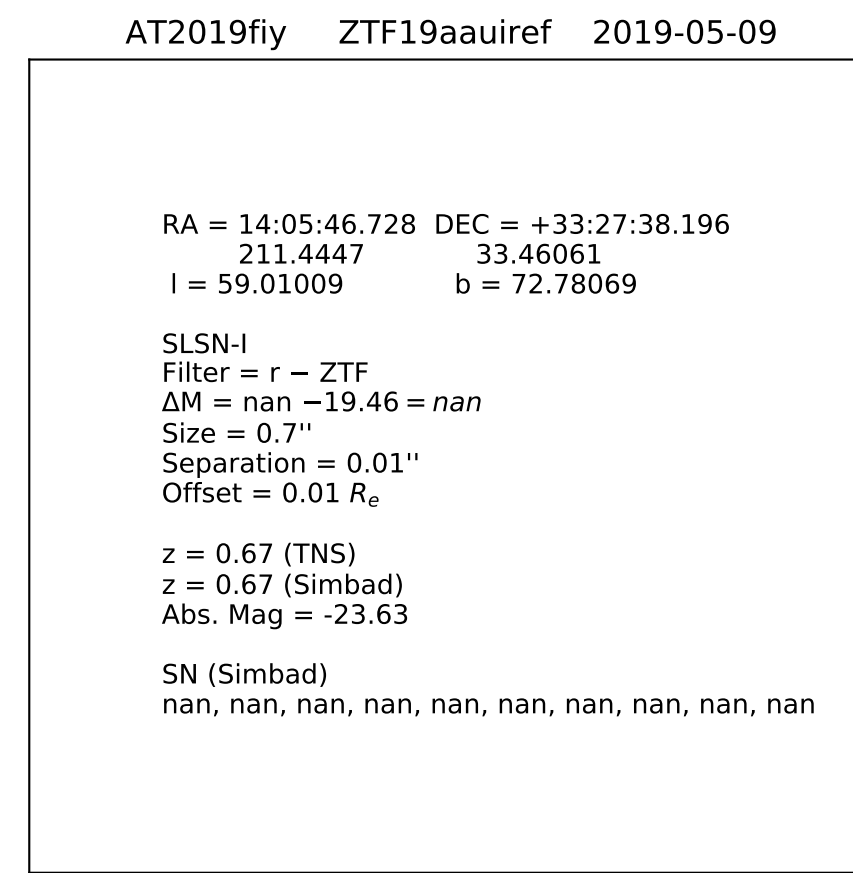 AT2019fiy ZTF19aauiref 2019-05-09
RA = 14:05:46.728 DEC = +33:27:38.196
211.4447 33.46061
l = 59.01009 b = 72.78069
SLSN-I
Filter = r − ZTF
ΔM = nan −19.46 = nan
Size = 0.7''
Separation = 0.01''
Offset = 0.01 Rₑ
z = 0.67 (TNS)
z = 0.67 (Simbad)
Abs. Mag = -23.63
SN (Simbad)
nan, nan, nan, nan, nan, nan, nan, nan, nan, nan